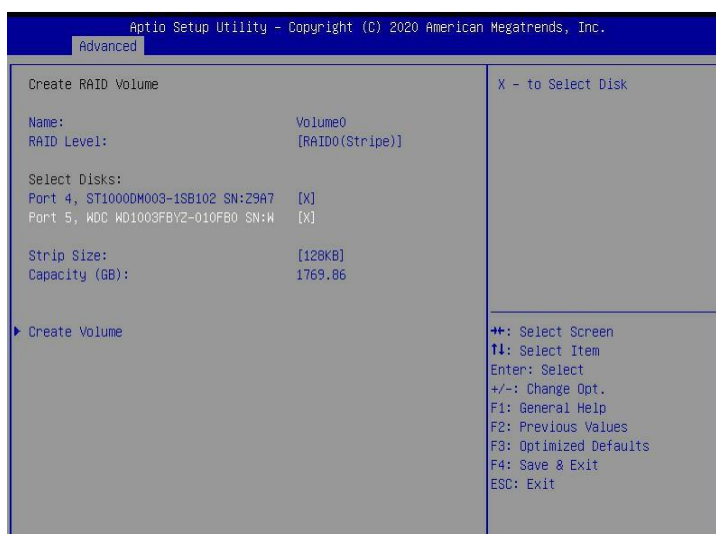 Aptio Setup Utility – Copyright (C) 2020 American Megatrends, Inc.
Advanced
Create RAID Volume
Name: Volume0
RAID Level: [RAID0(Stripe)]
Select Disks:
Port 4, ST1000DM003-1SB102 SN:Z9A7 [X]
Port 5, WDC WD1003FBYZ-010FB0 SN:W [X]
Strip Size: [128KB]
Capacity (GB): 1769.86
Create Volume
X – to Select Disk
→←: Select Screen
↑↓: Select Item
Enter: Select
+/-: Change Opt.
F1: General Help
F2: Previous Values
F3: Optimized Defaults
F4: Save & Exit
ESC: Exit